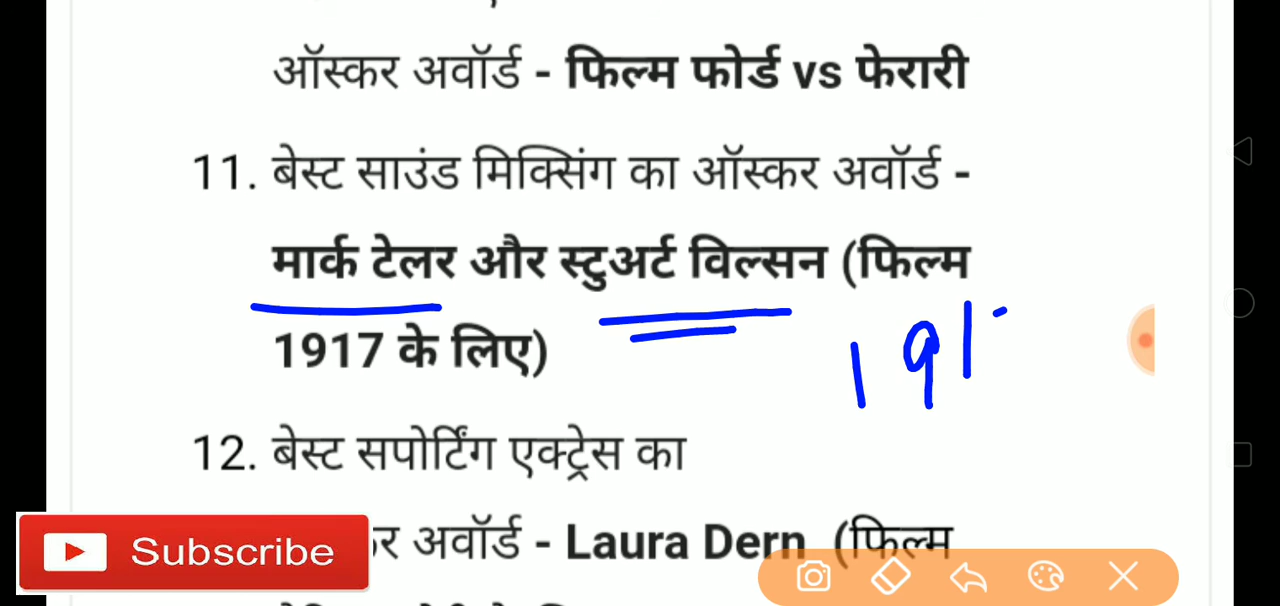 ऑस्कर अवॉर्ड - फिल्म फोर्ड vs फेरारी
11. बेस्ट साउंड मिक्सिंग का ऑस्कर अवॉर्ड -
मार्क टेलर और स्टुअर्ट विल्सन (फिल्म
1917 के लिए)
191
12. बेस्ट सपोर्टिंग एक्ट्रेस का
अवॉर्ड - Laura Dern (फिल्म
Subscribe